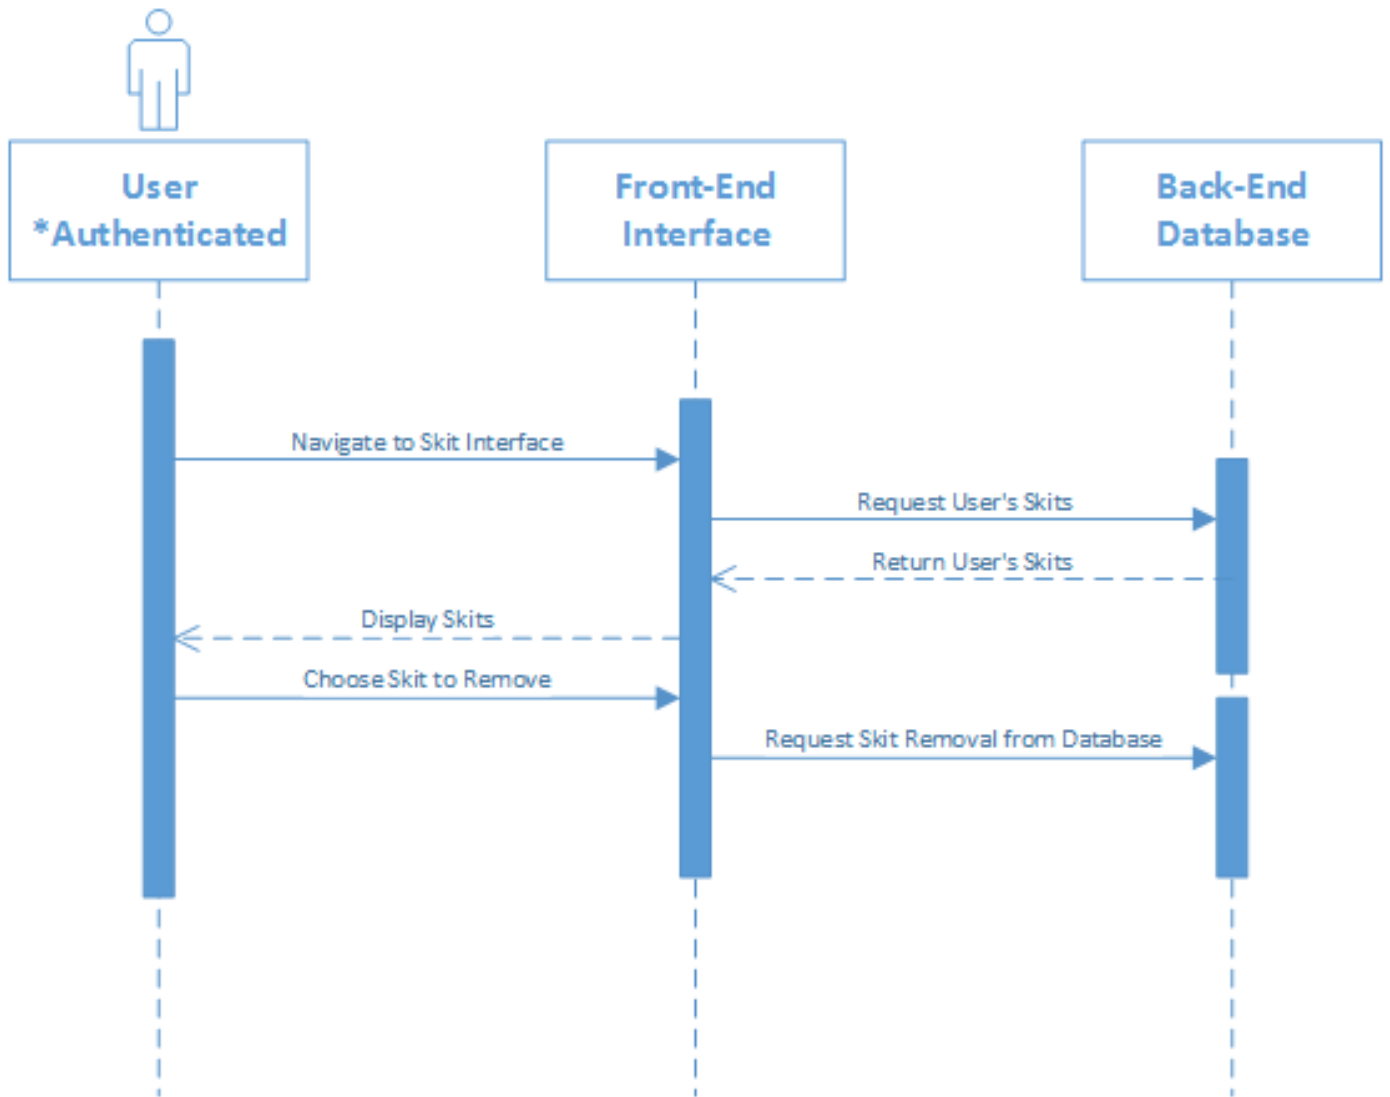 User
*Authenticated
Front-End
Interface
Back-End
Database
Navigate to Skit Interface
Request User's Skits
Return User's Skits
Display Skits
Choose Skit to Remove
Request Skit Removal from Database